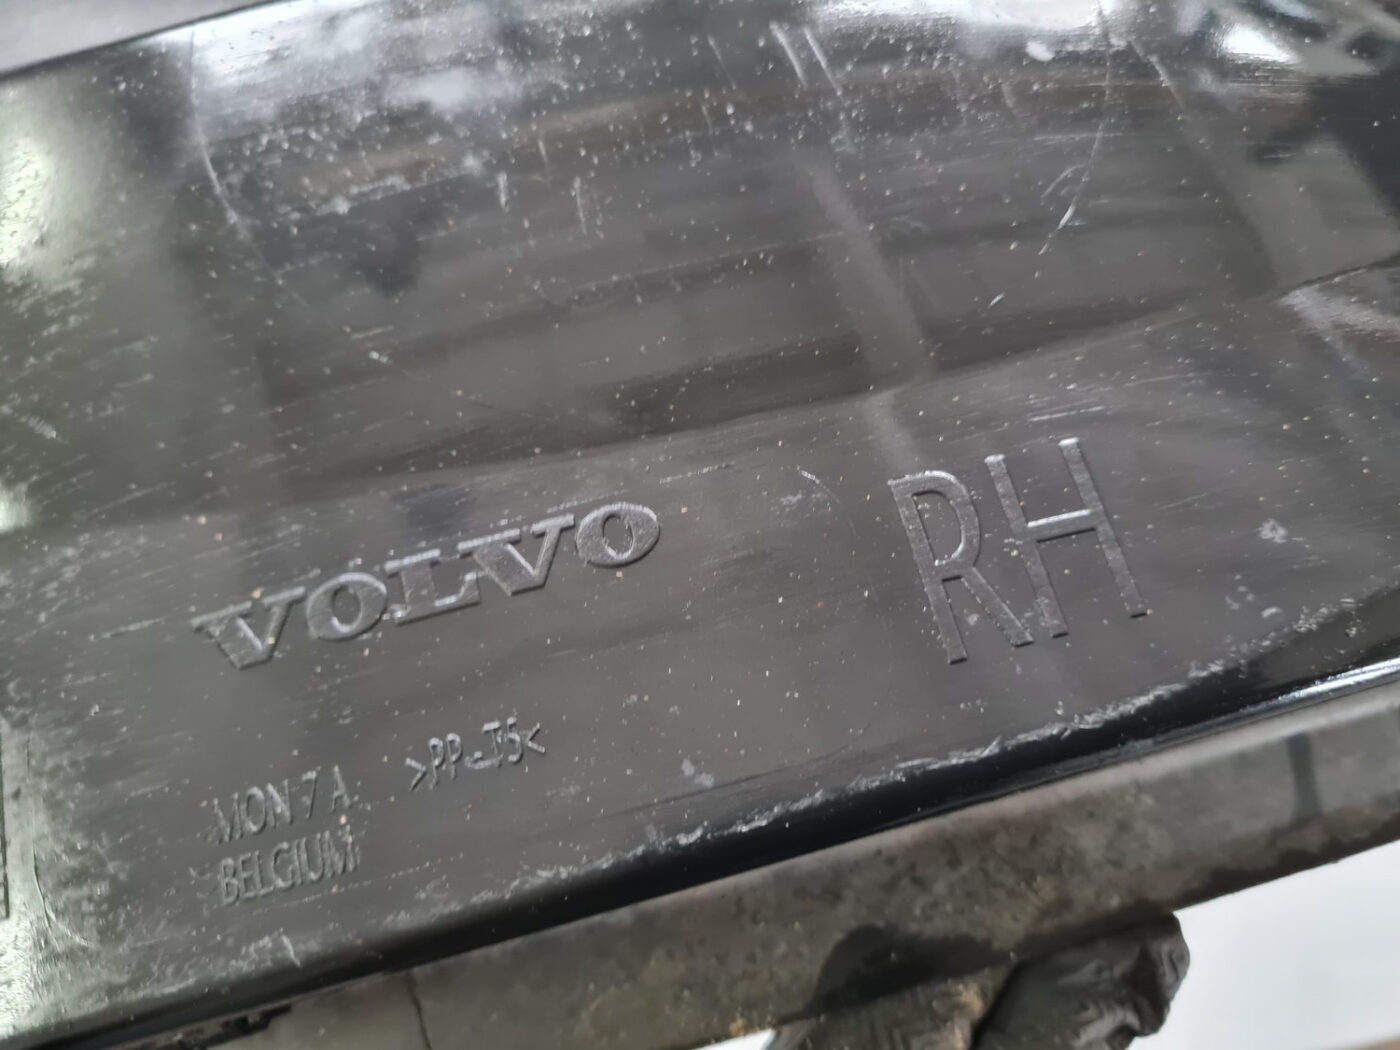 VOLVO
RH
>PP-T5<
MON 7 A
BELGIUM